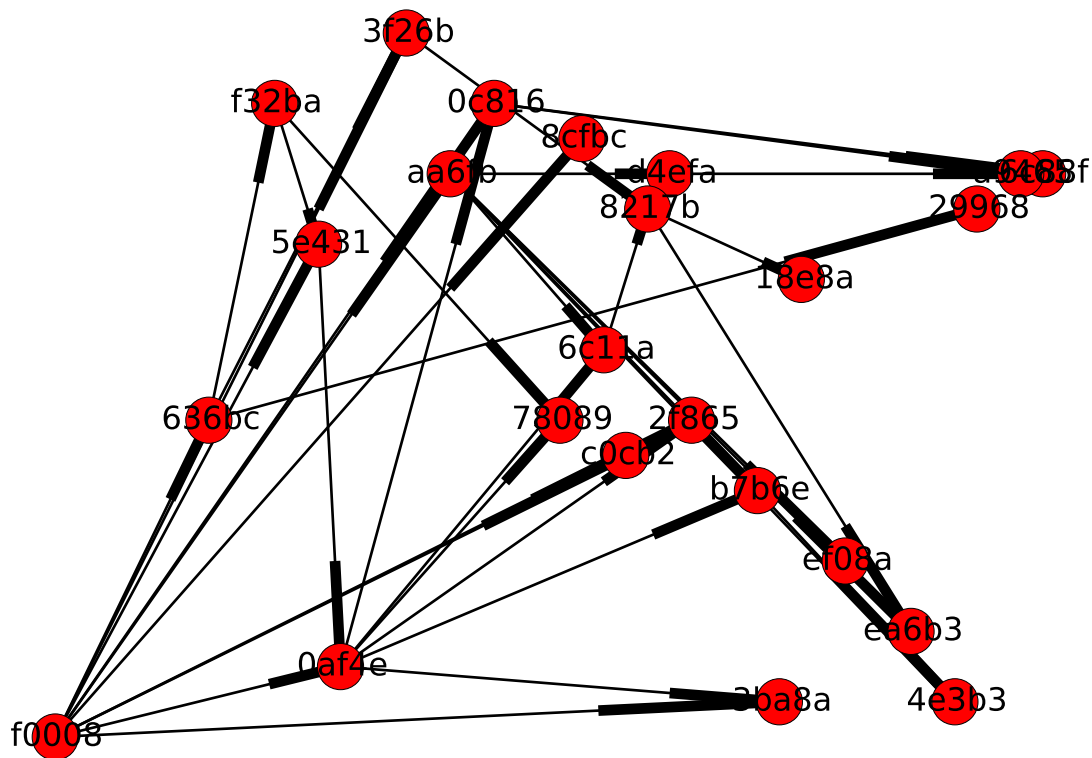 3f26b
f32ba
0c816
8cfbc
aa6fb
d4efa
8217b
29968
5e431
18e8a
6c11a
636bc
78089
2f865
c0cb2
b7b6e
ef08a
ea6b3
0af4e
3ba8a
4e3b3
f0008